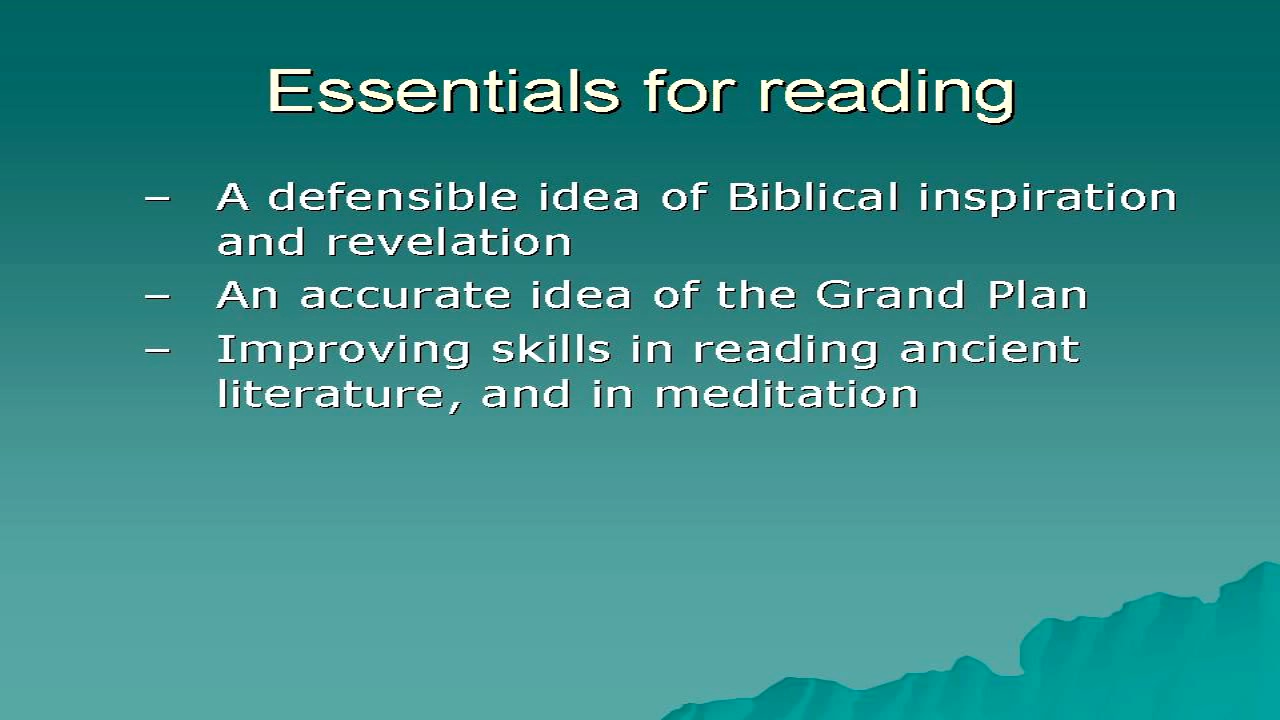 Essentials for reading
– A defensible idea of Biblical inspiration
and revelation
– An accurate idea of the Grand Plan
– Improving skills in reading ancient
literature, and in meditation